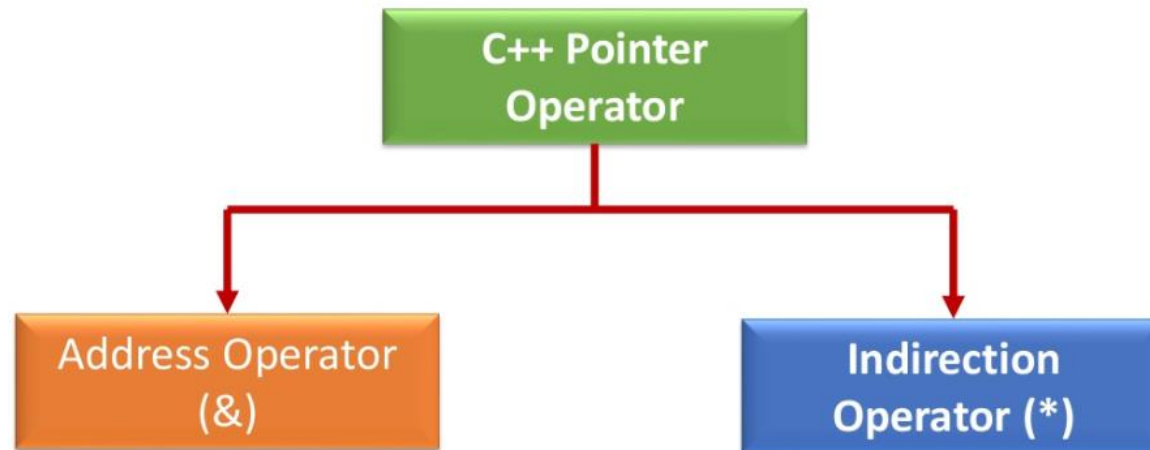 C++ Pointer
Operator
Address Operator
(&)
Indirection
Operator (*)